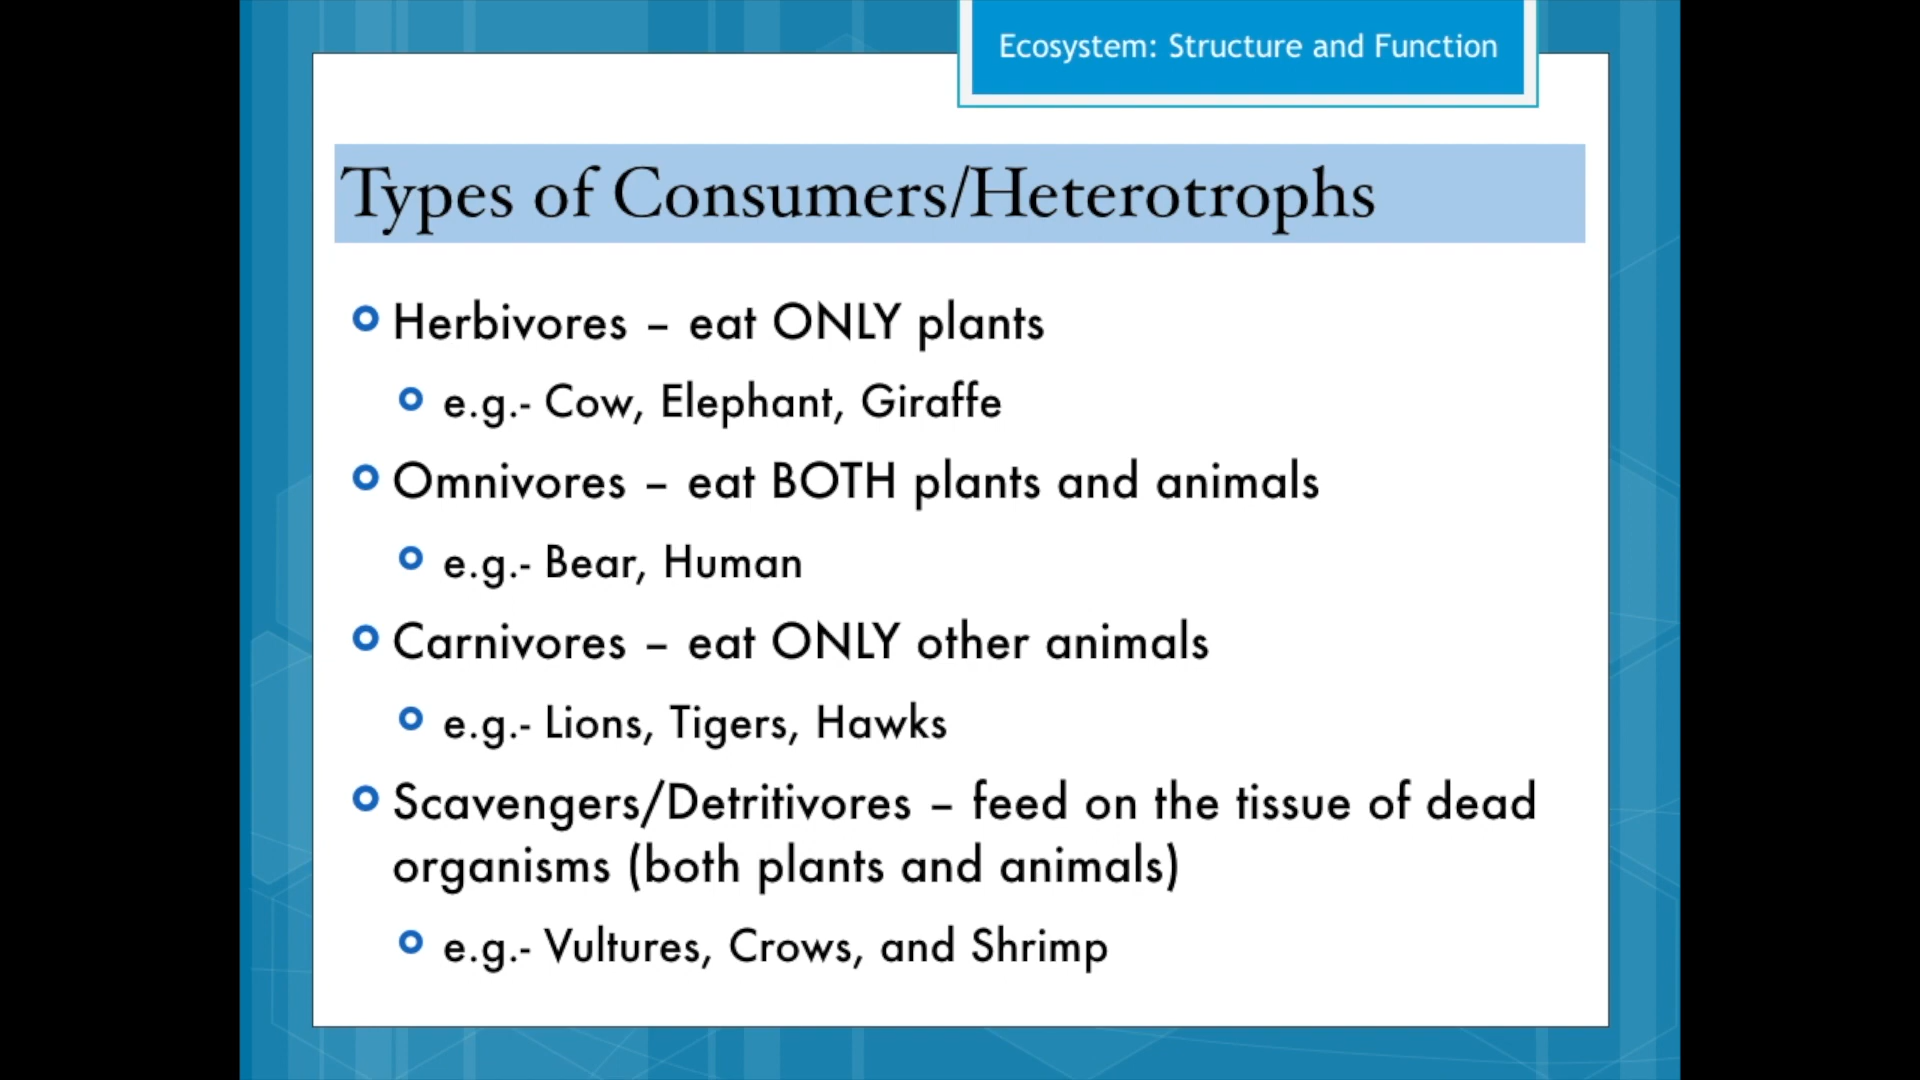 Ecosystem: Structure and Function
Types of Consumers/Heterotrophs
Herbivores – eat ONLY plants
e.g.- Cow, Elephant, Giraffe
Omnivores – eat BOTH plants and animals
e.g.- Bear, Human
Carnivores – eat ONLY other animals
e.g.- Lions, Tigers, Hawks
Scavengers/Detritivores – feed on the tissue of dead
organisms (both plants and animals)
e.g.- Vultures, Crows, and Shrimp